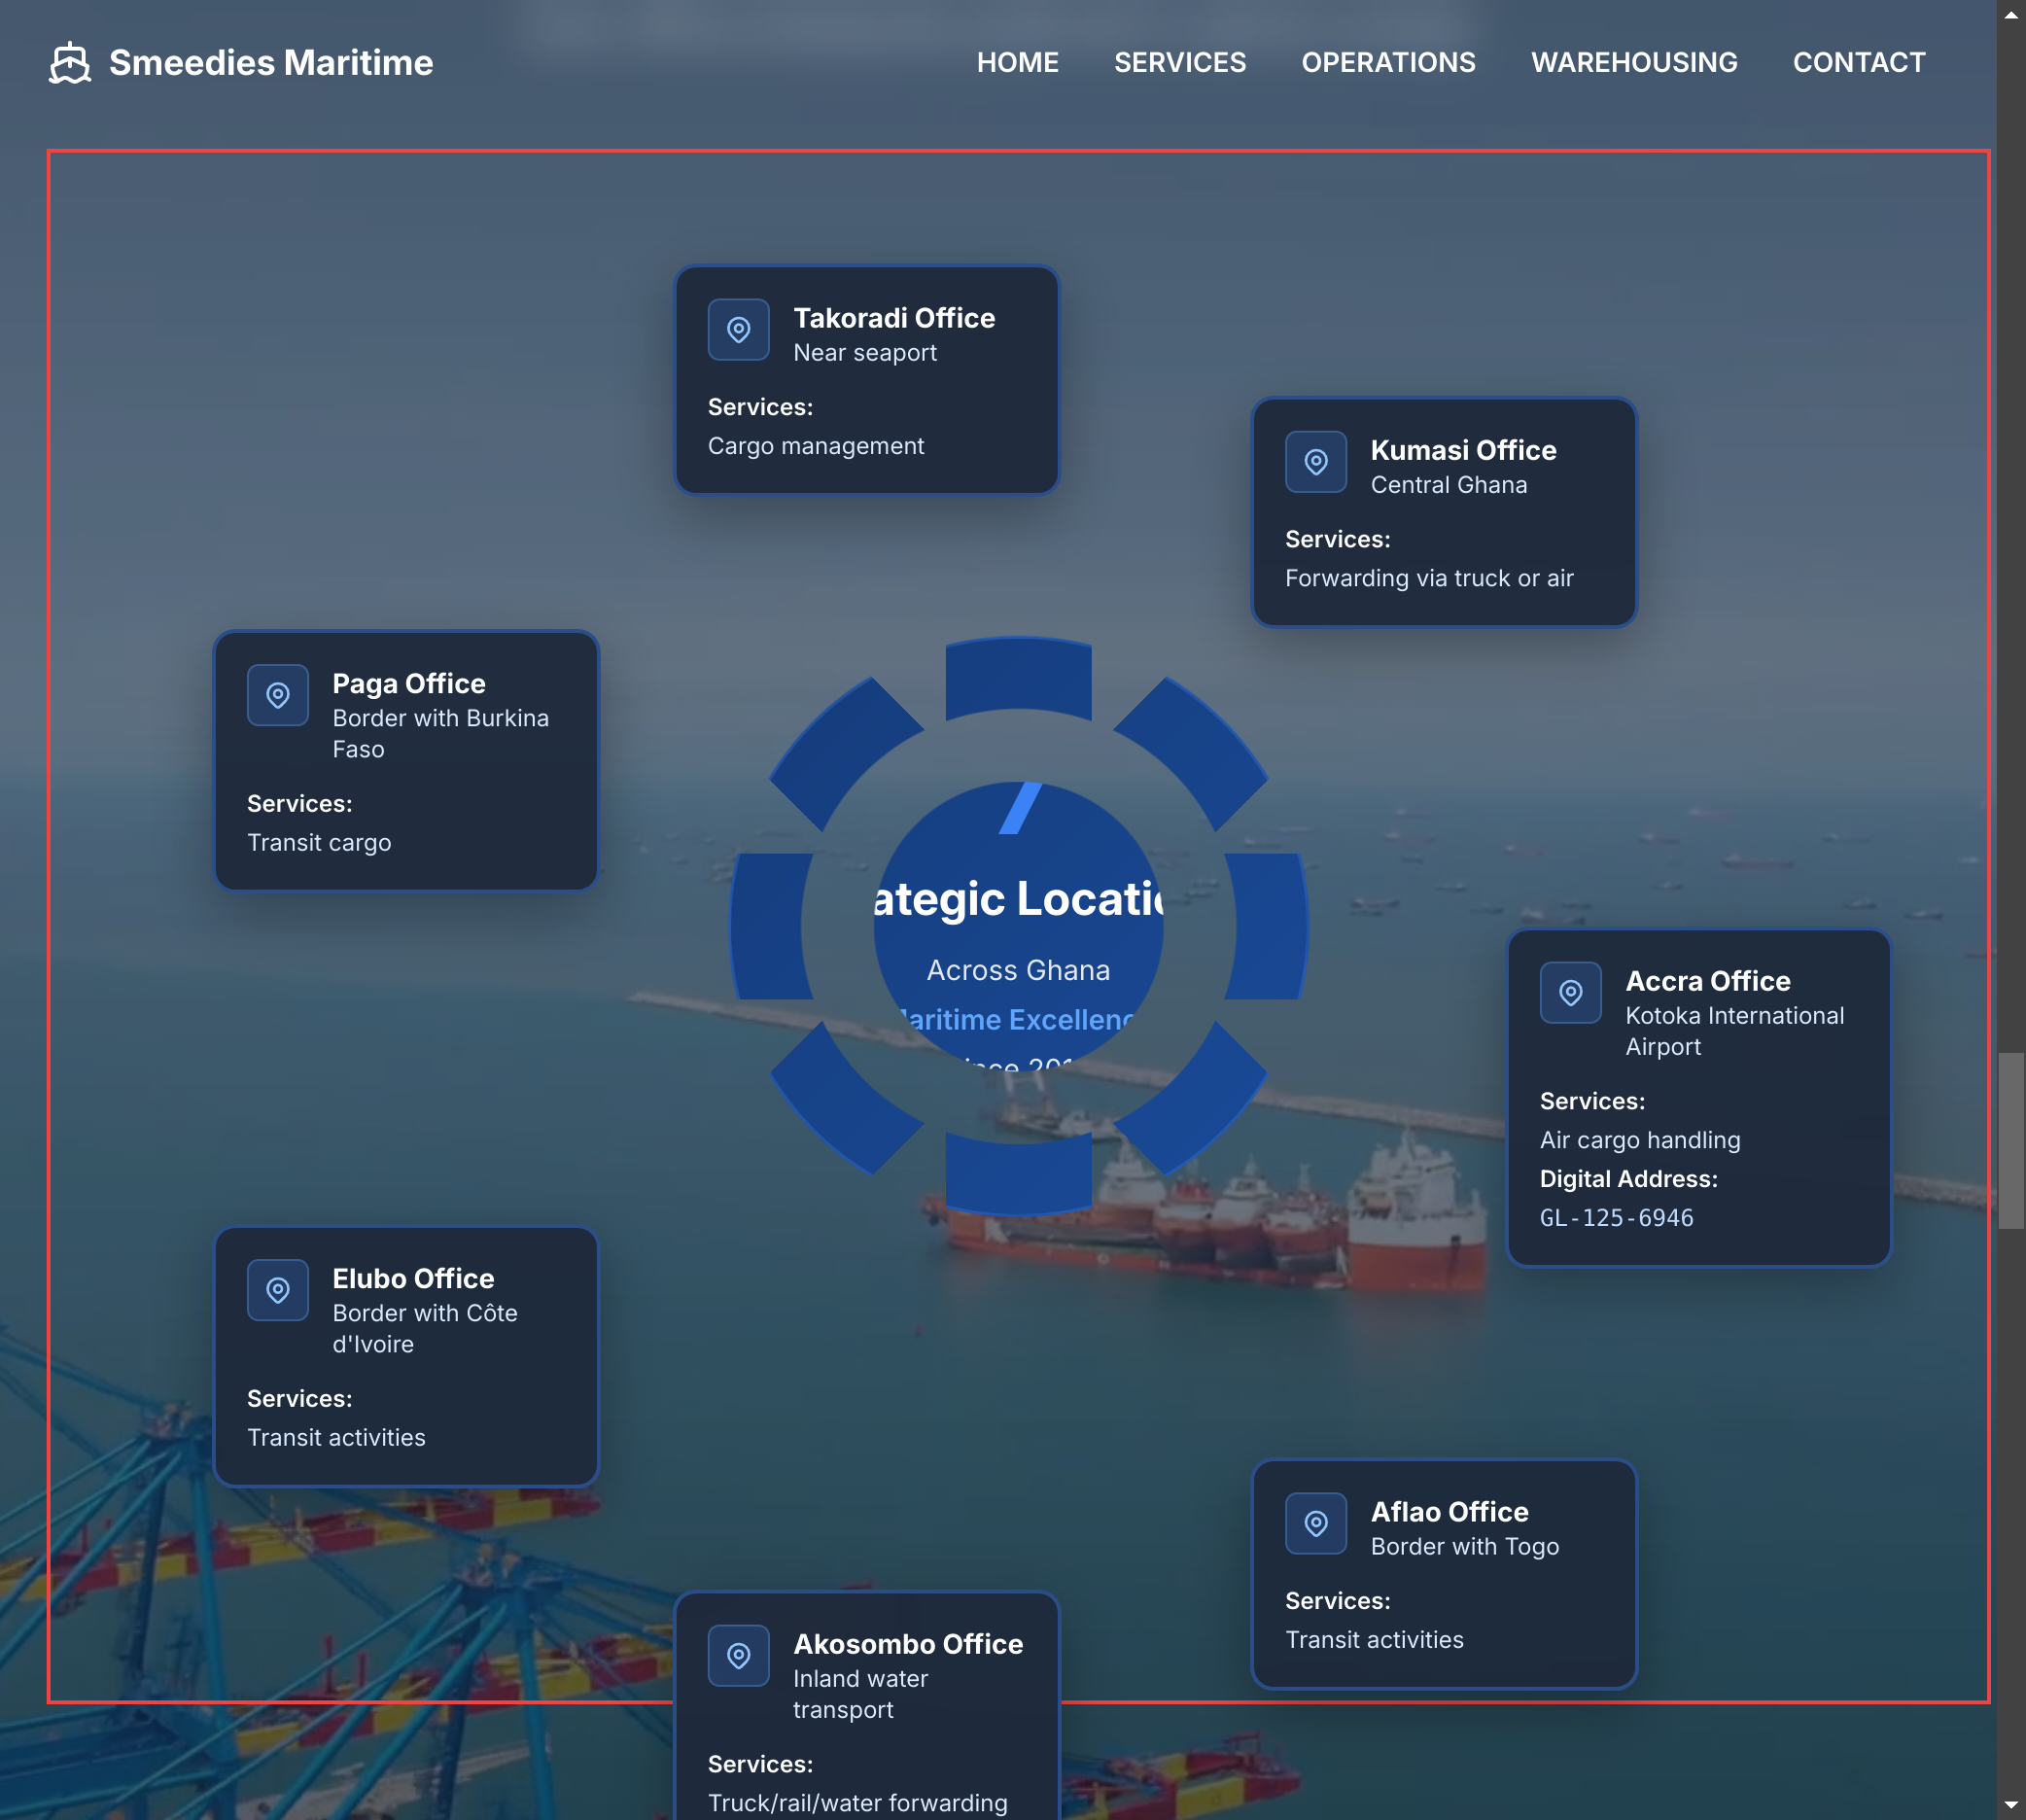 Smeedies Maritime
HOME SERVICES OPERATIONS WAREHOUSING CONTACT
Takoradi Office
Near seaport
Services:
Cargo management
Kumasi Office
Central Ghana
Services:
Forwarding via truck or air
Paga Office
Border with Burkina
Faso
Services:
Transit cargo
ategic Locatio
Across Ghana
Maritime Excellenc
ince 201
Accra Office
Kotoka International
Airport
Services:
Air cargo handling
Digital Address:
GL-125-6946
Elubo Office
Border with Côte
d'Ivoire
Services:
Transit activities
Aflao Office
Border with Togo
Services:
Transit activities
Akosombo Office
Inland water
transport
Services:
Truck/rail/water forwarding